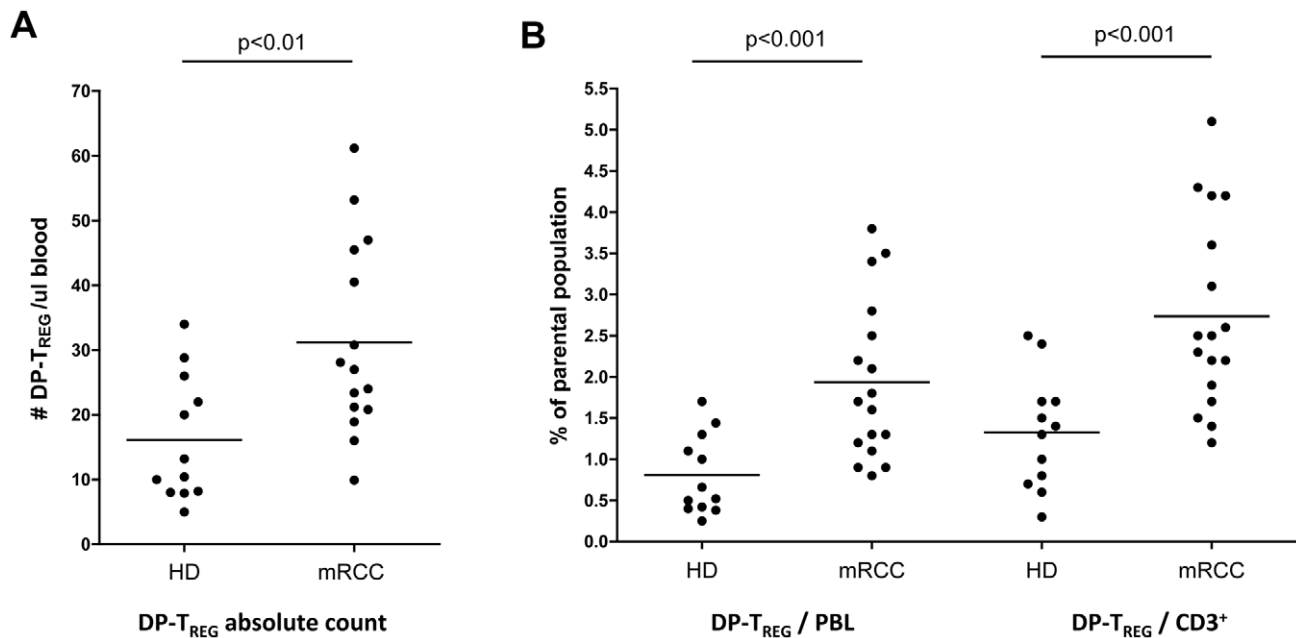 A
p<0.01
# DP-TREG /ul blood
70
60
50
40
30
20
10
0
HD mRCC
DP-TREG absolute count
B
p<0.001 p<0.001
% of parental population
5.5
5.0
4.5
4.0
3.5
3.0
2.5
2.0
1.5
1.0
0.5
0.0
HD mRCC HD mRCC
DP-TREG / PBL DP-TREG / CD3+